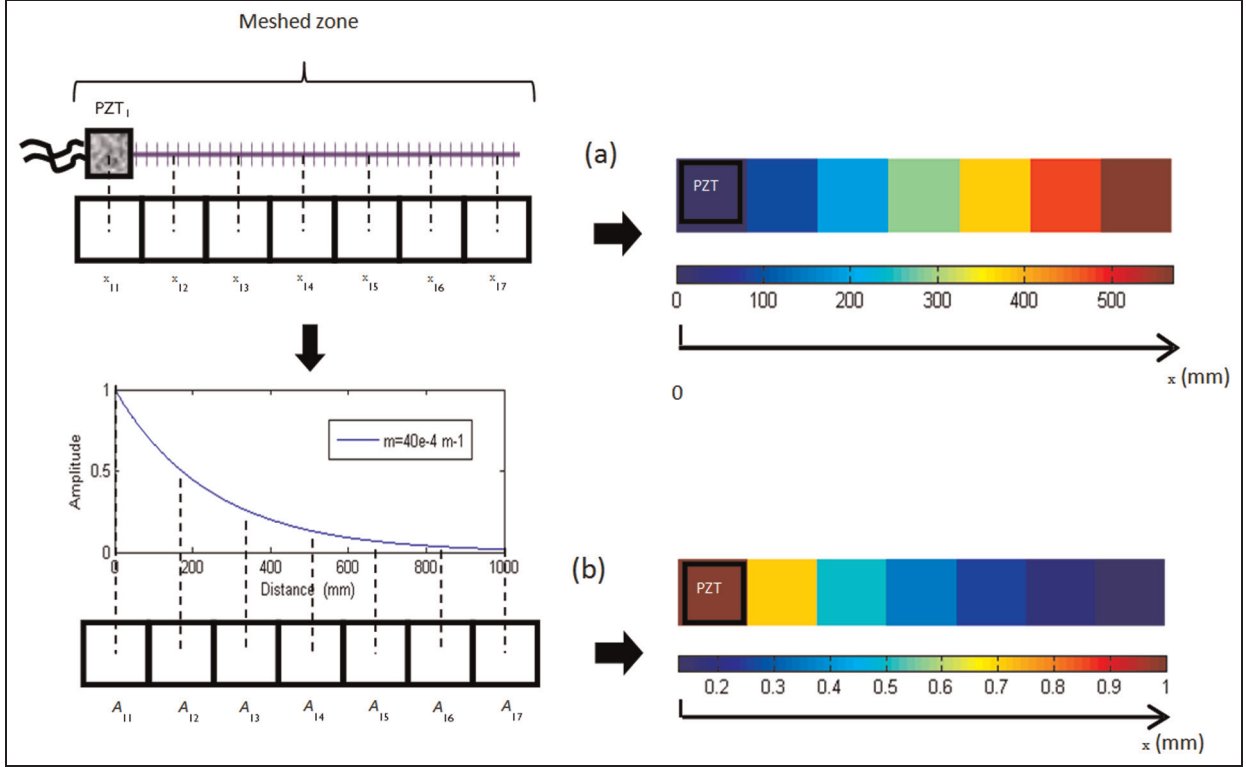 Meshed zone
PZT1
(a)
PZT
x11 x12 x13 x14 x15 x16 x17
0 100 200 300 400 500
x (mm)
0
1
0.5
0
Amplitude
m=40e-4 m-1
200 400 600 800 1000
Distance (mm)
(b)
PZT
0.2 0.3 0.4 0.5 0.6 0.7 0.8 0.9 1
A11 A12 A13 A14 A15 A16 A17
x (mm)